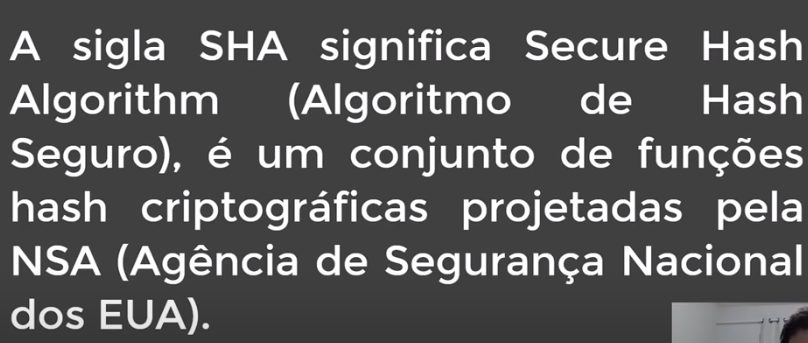 A sigla SHA significa Secure Hash
Algorithm (Algoritmo de Hash
Seguro), é um conjunto de funções
hash criptográficas projetadas pela
NSA (Agência de Segurança Nacional
dos EUA).